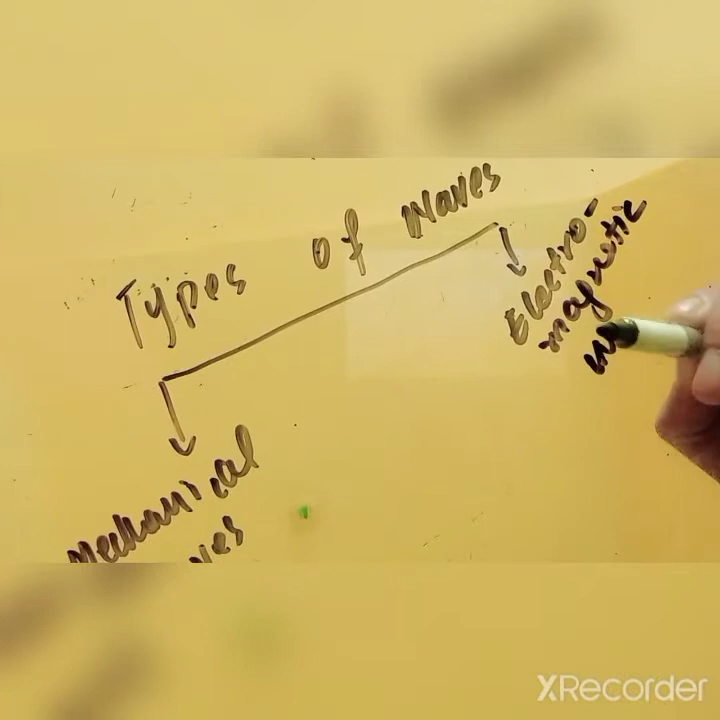 Types of Waves
Mechanical
Electro-
magnetic
XRecorder